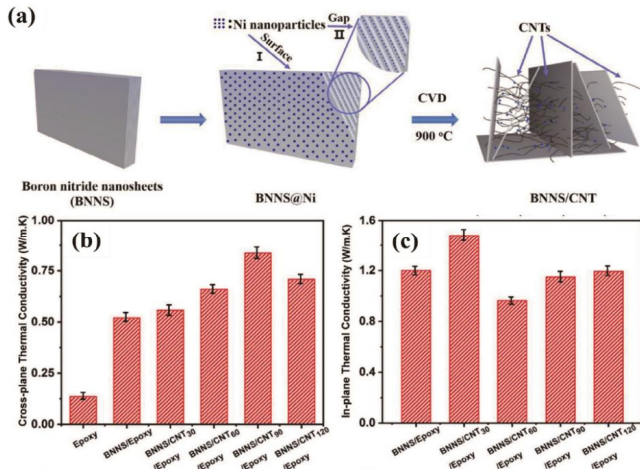 (a)
:Ni nanoparticles
Gap
II
Surface
I
CNTs
CVD
900 °C
Boron nitride nanosheets
(BNNS)
BNNS@Ni
BNNS/CNT
(b)
Cross-plane Thermal Conductivity (W/m.K)
1.00
0.75
0.50
0.25
0.00
Epoxy
BNNS/Epoxy
BNNS/CNT30
/Epoxy
BNNS/CNT60
/Epoxy
BNNS/CNT90
/Epoxy
BNNS/CNT120
/Epoxy
(c)
In-plane Thermal Conductivity (W/m.K)
1.6
1.2
0.8
0.4
0.0
BNNS/Epoxy
BNNS/CNT30
/Epoxy
BNNS/CNT60
/Epoxy
BNNS/CNT90
/Epoxy
BNNS/CNT120
/Epoxy